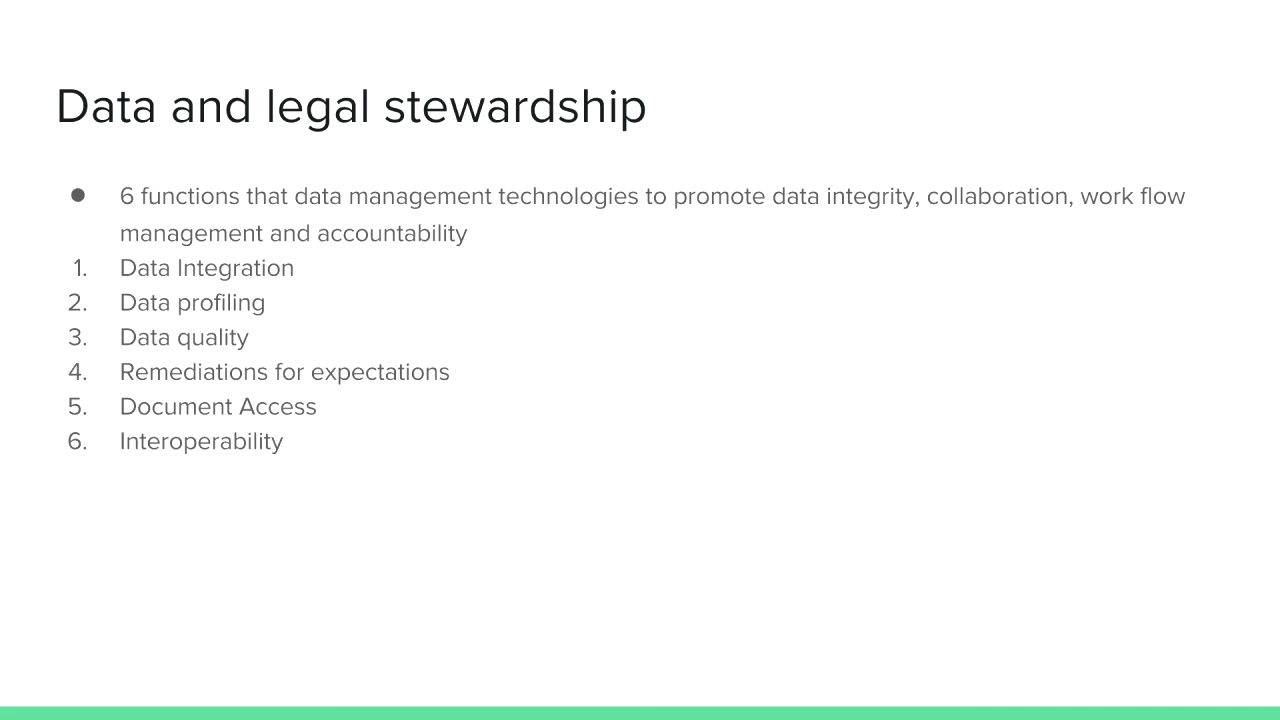 Data and legal stewardship
● 6 functions that data management technologies to promote data integrity, collaboration, work flow
management and accountability
1. Data Integration
2. Data profiling
3. Data quality
4. Remediations for expectations
5. Document Access
6. Interoperability